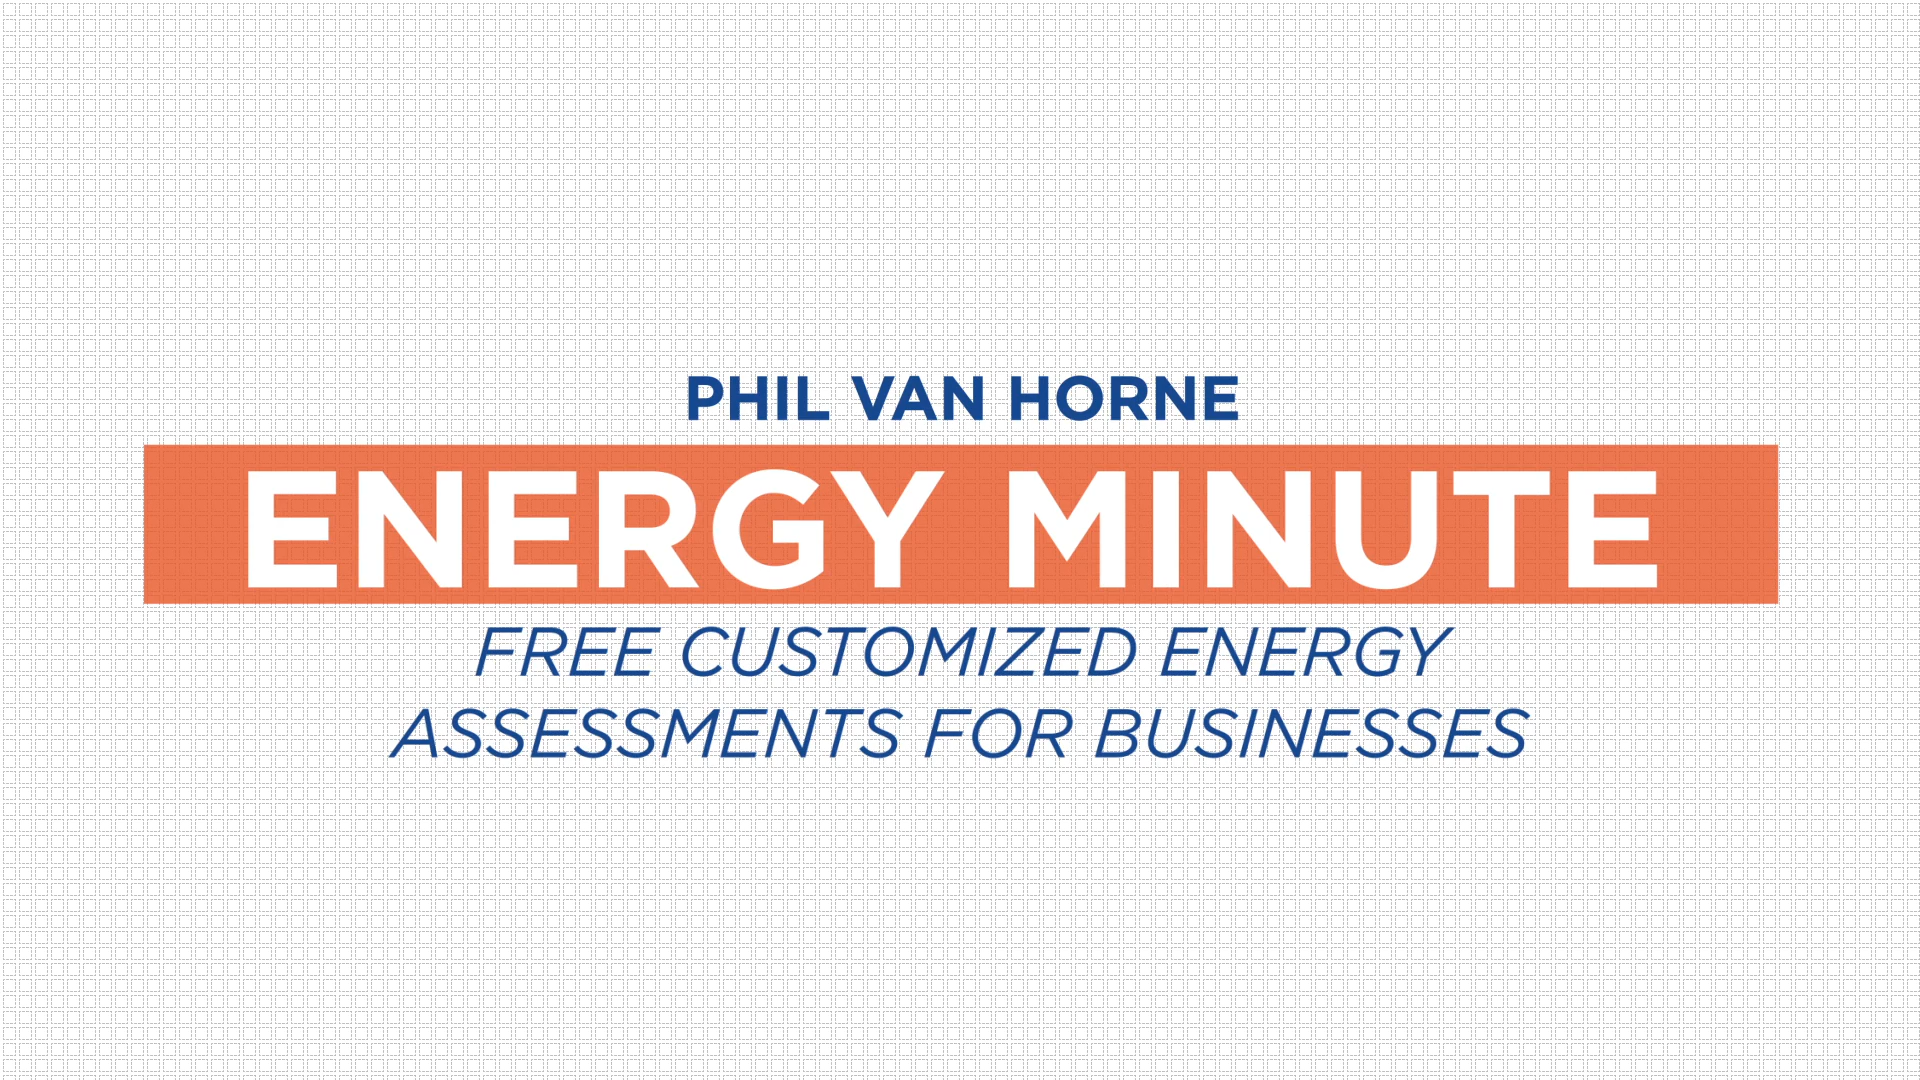 PHIL VAN HORNE
ENERGY MINUTE
FREE CUSTOMIZED ENERGY
ASSESSMENTS FOR BUSINESSES